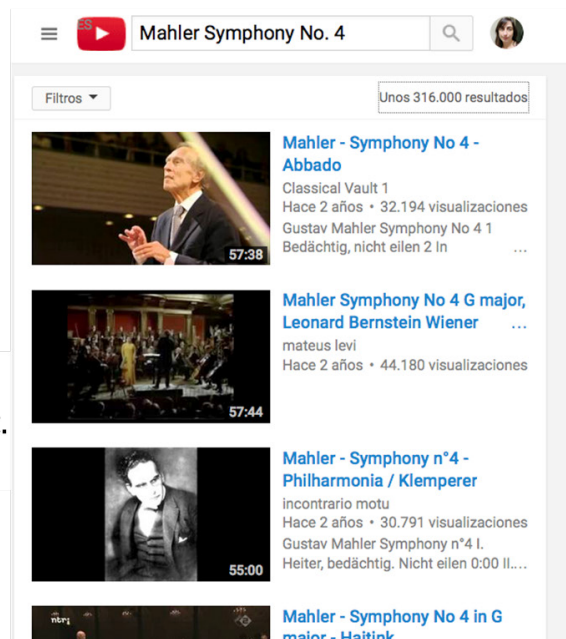 ES
Mahler Symphony No. 4
Filtros
Unos 316.000 resultados
Mahler - Symphony No 4 -
Abbado
Classical Vault 1
Hace 2 años • 32.194 visualizaciones
Gustav Mahler Symphony No 4 1
Bedächtig, nicht eilen 2 In ...
57:38
Mahler Symphony No 4 G major,
Leonard Bernstein Wiener ...
mateus levi
Hace 2 años • 44.180 visualizaciones
57:44
.
Mahler - Symphony n°4 -
Philharmonia / Klemperer
incontrario motu
Hace 2 años • 30.791 visualizaciones
Gustav Mahler Symphony n°4 I.
Heiter, bedächtig. Nicht eilen 0:00 II....
55:00
ntr:
Mahler - Symphony No 4 in G
major - Haitink